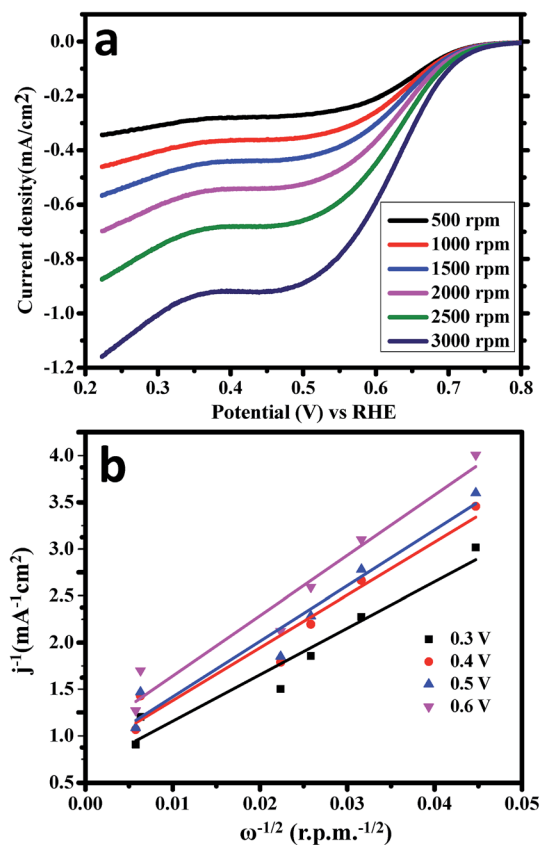 a
0.0
-0.2
-0.4
-0.6
-0.8
-1.0
-1.2
Current density(mA/cm2)
500 rpm
1000 rpm
1500 rpm
2000 rpm
2500 rpm
3000 rpm
0.2 0.3 0.4 0.5 0.6 0.7 0.8
Potential (V) vs RHE
b
4.0
3.5
3.0
2.5
2.0
1.5
1.0
0.5
j⁻¹(mA⁻¹cm²)
0.3 V
0.4 V
0.5 V
0.6 V
0.00 0.01 0.02 0.03 0.04 0.05
ω⁻¹/² (r.p.m.⁻¹/²)